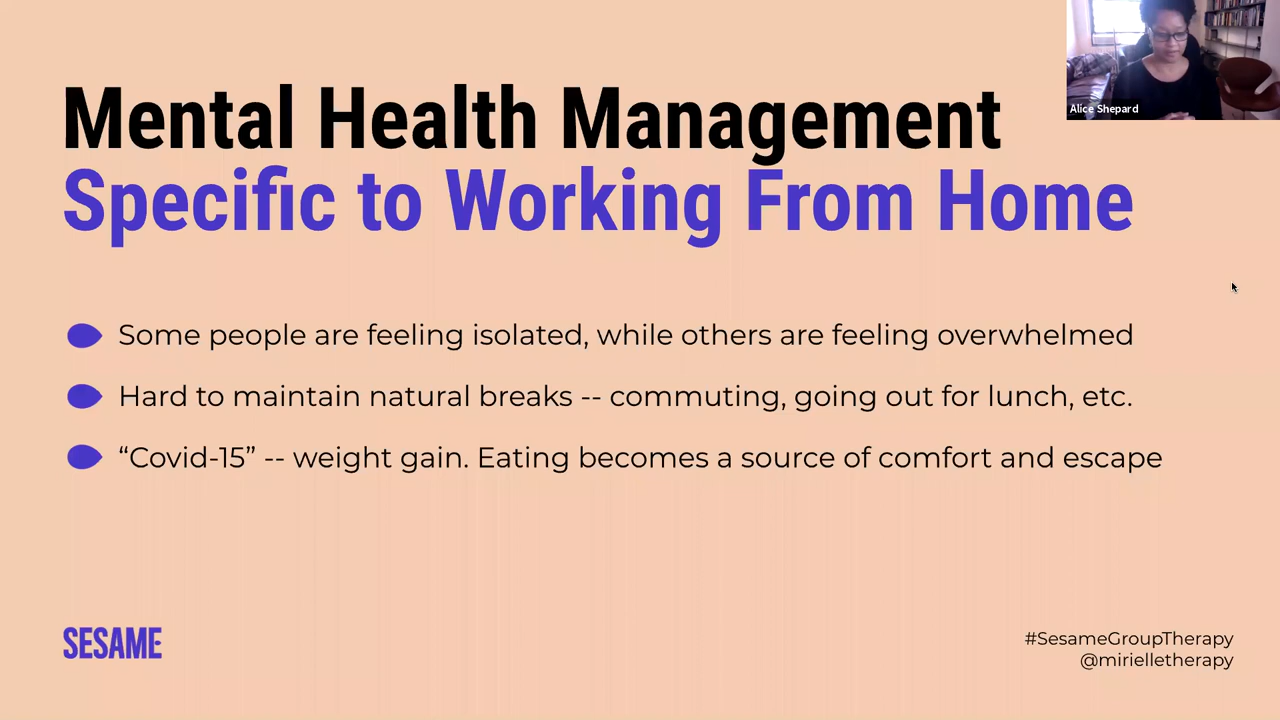 Alice Shepard
Mental Health Management
Specific to Working From Home
Some people are feeling isolated, while others are feeling overwhelmed
Hard to maintain natural breaks -- commuting, going out for lunch, etc.
“Covid-15” -- weight gain. Eating becomes a source of comfort and escape
SESAME
#SesameGroupTherapy
@mirielletherapy